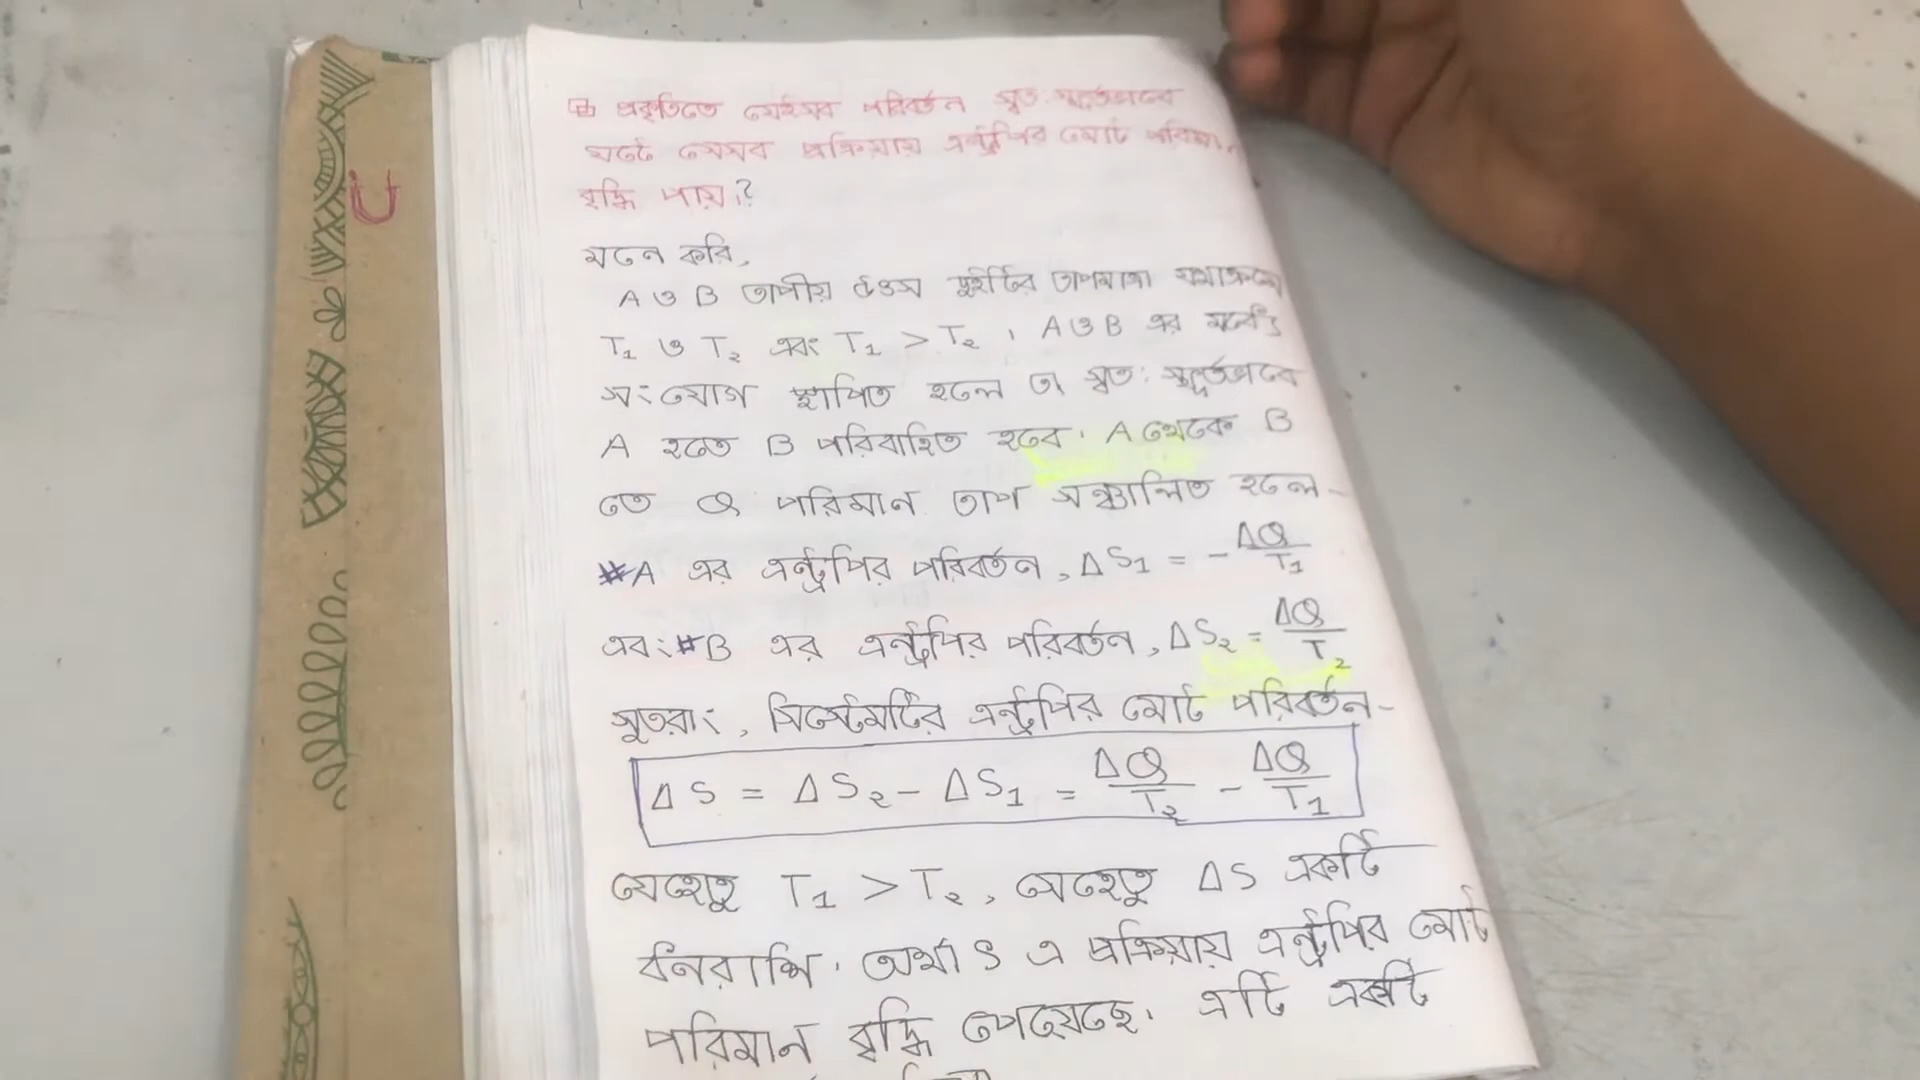 প্রকৃতিতে যেইসব পরিবর্তন স্বত:স্ফূর্তভাবে
ঘটে সেসব প্রক্রিয়ায় এন্ট্রপির মোট পরিমান
বৃদ্ধি পায়।?
মনে করি,
A ও B তাপীয় উৎস দুইটির তাপমাত্রা যথাক্রমে
T₁ ও T₂ এবং T₁ > T₂ । A ও B এর মধ্যে
সংযোগ স্থাপিত হলে তা স্বত:স্ফূর্তভাবে
A হতে B পরিবাহিত হবে। A থেকে B
তে Q পরিমান তাপ সঞ্চালিত হলে-
#A এর এন্ট্রপির পরিবর্তন, ΔS₁ = - ΔQ/T₁
এবং #B এর এন্ট্রপির পরিবর্তন, ΔS₂ = ΔQ/T₂
সুতরাং, সিস্টেমটির এন্ট্রপির মোট পরিবর্তন-
ΔS = ΔS₂ - ΔS₁ = ΔQ/T₂ - ΔQ/T₁
যেহেতু T₁ > T₂, সেহেতু ΔS একটি
ধনরাশি। অর্থাৎ এ প্রক্রিয়ায় এন্ট্রপির মোট
পরিমান বৃদ্ধি পেয়েছে। এটি একটি